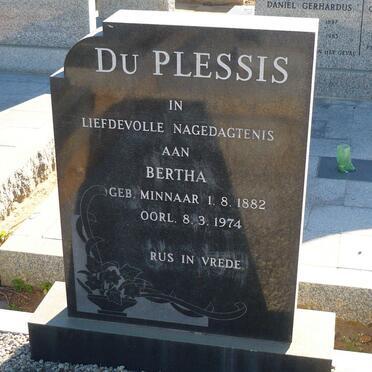 DANIEL GERHARDUS
DU PLESSIS
IN
LIEFDEVOLLE NAGEDAGTENIS
AAN
BERTHA
GEB. MINNAAR 1.8.1882
OORL. 8.3.1974
RUS IN VREDE